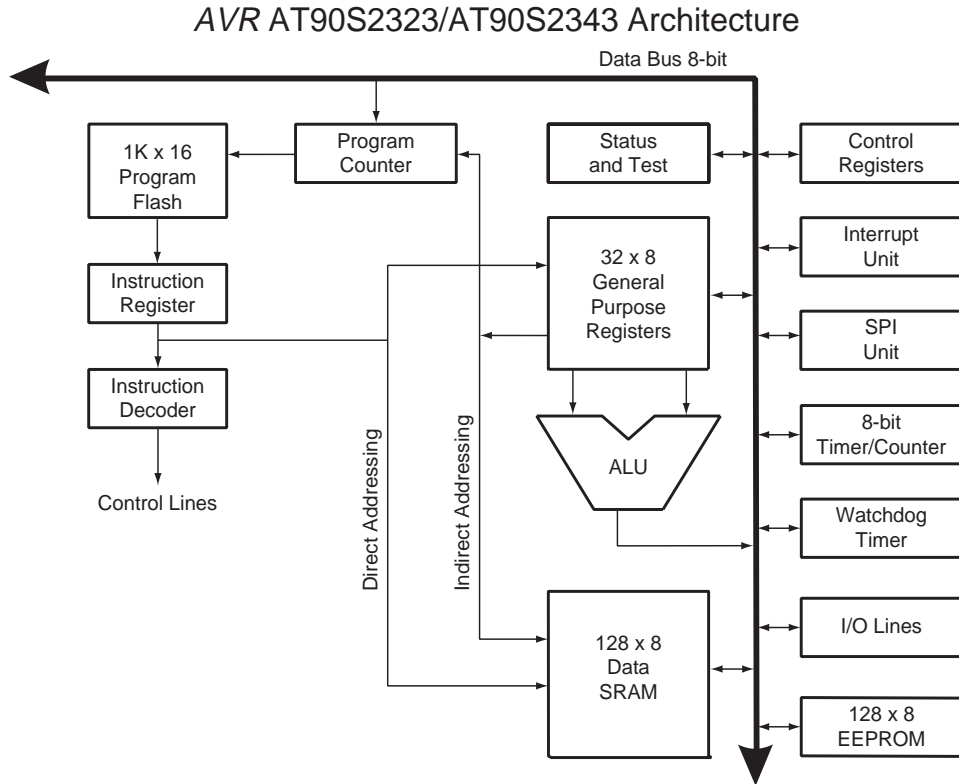 AVR AT90S2323/AT90S2343 Architecture
Data Bus 8-bit
1K x 16
Program
Flash
Program
Counter
Status
and Test
Control
Registers
Instruction
Register
32 x 8
General
Purpose
Registers
Interrupt
Unit
SPI
Unit
Instruction
Decoder
ALU
8-bit
Timer/Counter
Control Lines
Direct Addressing
Indirect Addressing
Watchdog
Timer
128 x 8
Data
SRAM
I/O Lines
128 x 8
EEPROM